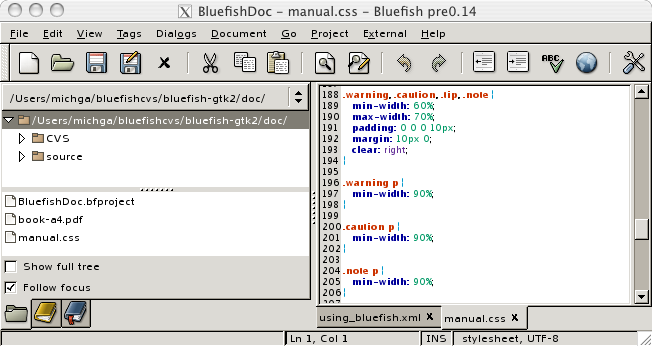 BluefishDoc – manual.css – Bluefish pre0.14
File Edit View Tags Dialogs Document Go Project External Help
/Users/michga/bluefishcvs/bluefish-gtk2/doc/
/Users/michga/bluefishcvs/bluefish-gtk2/doc/
CVS
source
BluefishDoc.bfproject
book-a4.pdf
manual.css
Show full tree
Follow focus
188 .warning, .caution, .tip, .note {
189 min-width: 60%;
190 max-width: 70%;
191 padding: 0 0 0 10px;
192 margin: 10px 0;
193 clear: right;
194 }
195
196 .warning p {
197 min-width: 90%;
198 }
199
200 .caution p {
201 min-width: 90%;
202 }
203
204 .note p {
205 min-width: 90%;
206 }
207
using_bluefish.xml X manual.css X
Ln 1, Col 1 INS stylesheet, UTF-8